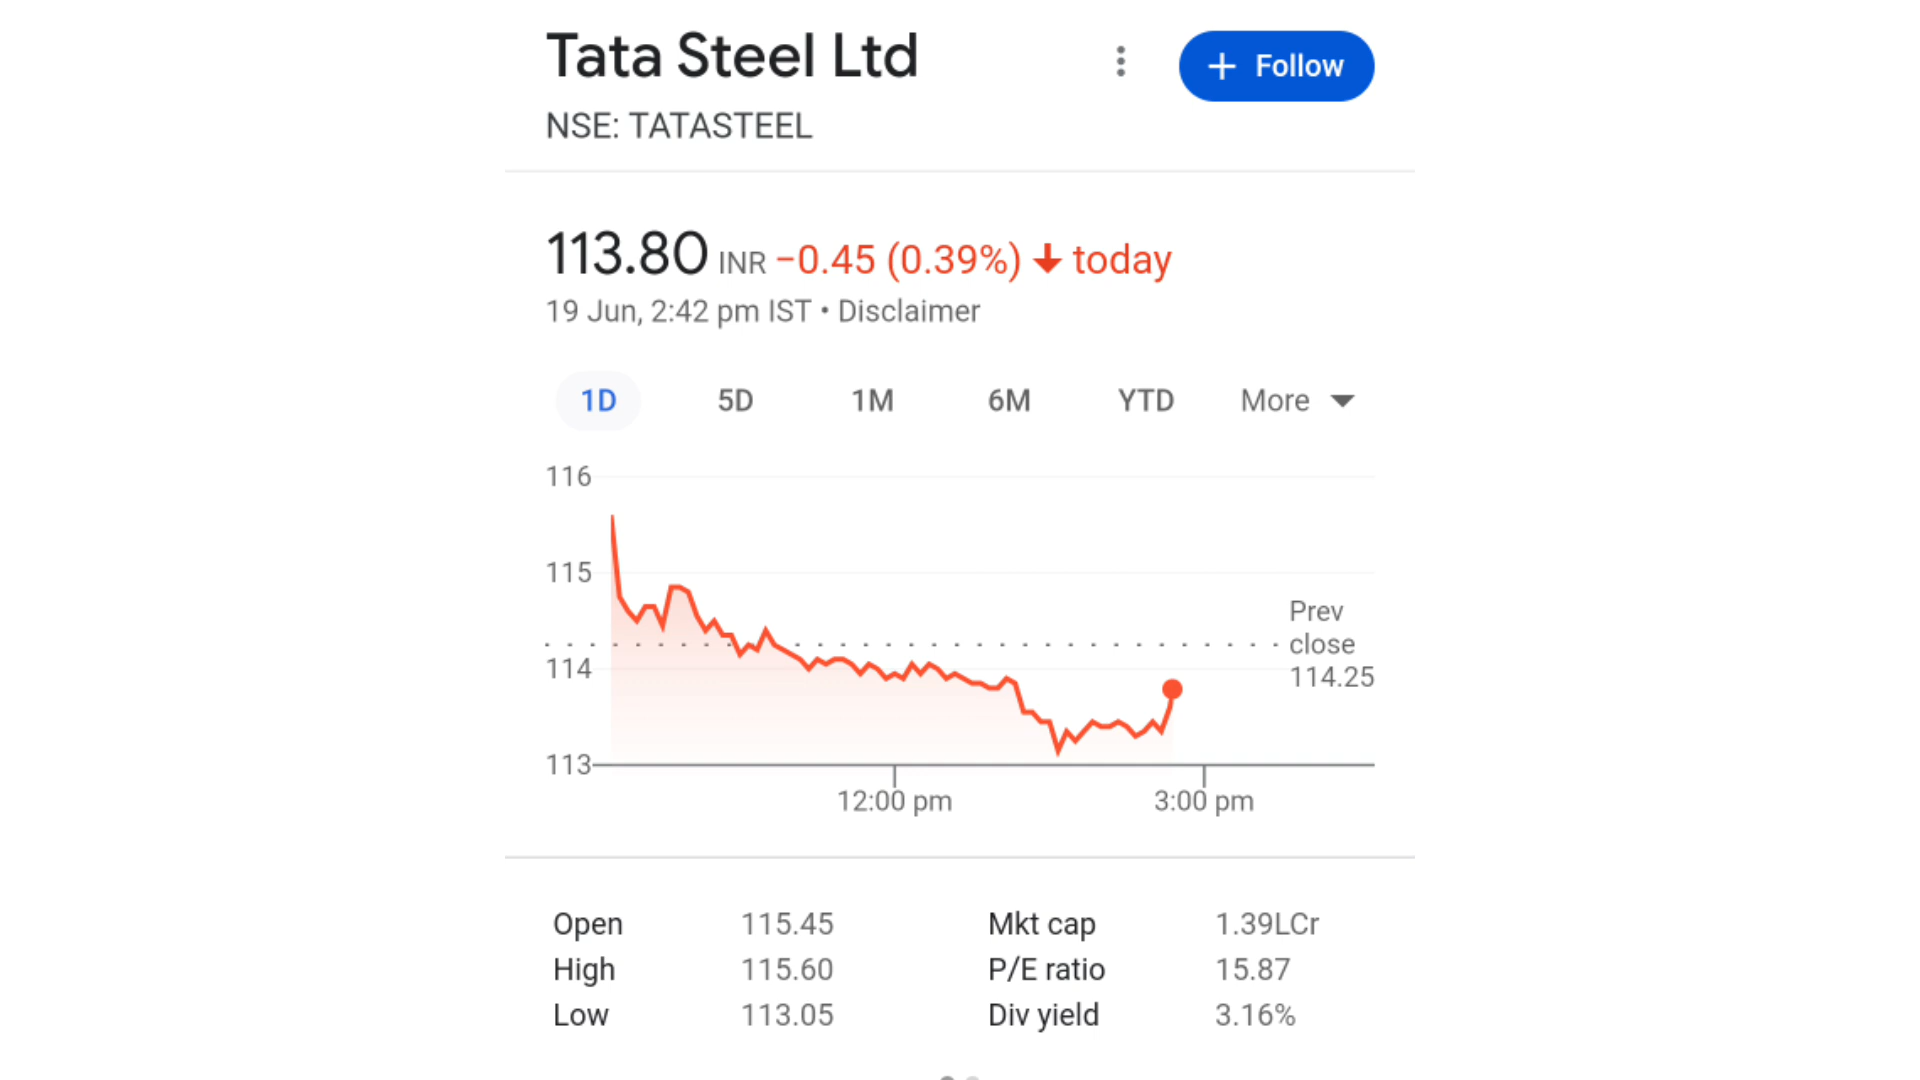 Tata Steel Ltd
+ Follow
NSE: TATASTEEL
113.80 INR −0.45 (0.39%) ↓ today
19 Jun, 2:42 pm IST • Disclaimer
1D 5D 1M 6M YTD More
116
115
114
113
Prev
close
114.25
12:00 pm 3:00 pm
Open 115.45 Mkt cap 1.39LCr
High 115.60 P/E ratio 15.87
Low 113.05 Div yield 3.16%